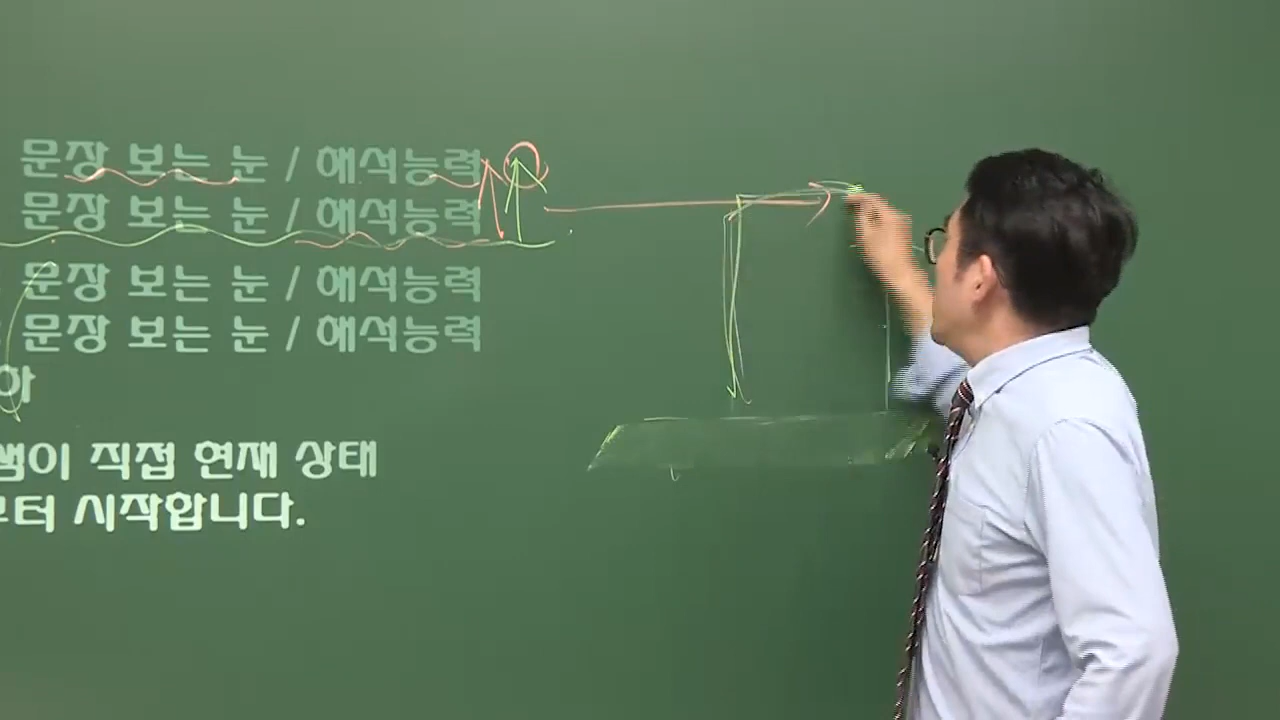 문장 보는 눈 / 해석능력
문장 보는 눈 / 해석능력
문장 보는 눈 / 해석능력
문장 보는 눈 / 해석능력
쌤이 직접 현재 상태
부터 시작합니다.